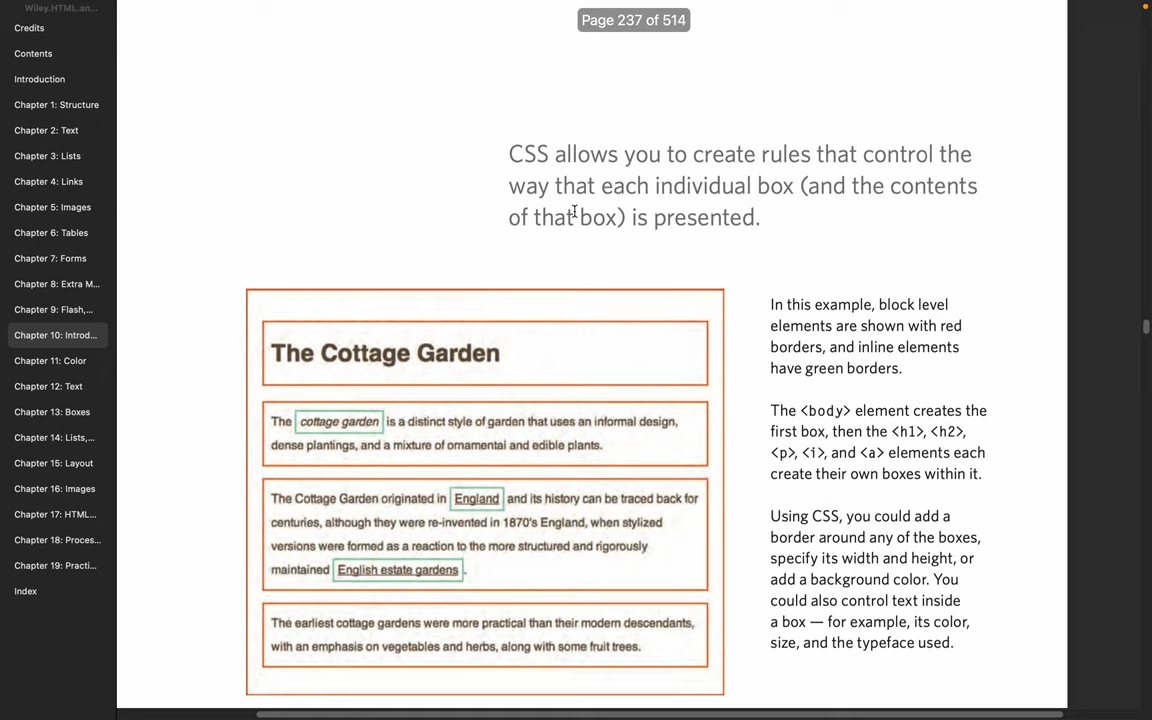 Wiley.HTML.an...
Credits
Contents
Introduction
Chapter 1: Structure
Chapter 2: Text
Chapter 3: Lists
Chapter 4: Links
Chapter 5: Images
Chapter 6: Tables
Chapter 7: Forms
Chapter 8: Extra M...
Chapter 9: Flash,...
Chapter 10: Introd...
Chapter 11: Color
Chapter 12: Text
Chapter 13: Boxes
Chapter 14: Lists,...
Chapter 15: Layout
Chapter 16: Images
Chapter 17: HTML...
Chapter 18: Proces...
Chapter 19: Practi...
Index
Page 237 of 514
CSS allows you to create rules that control the
way that each individual box (and the contents
of that box) is presented.
The Cottage Garden
The cottage garden is a distinct style of garden that uses an informal design,
dense plantings, and a mixture of ornamental and edible plants.
The Cottage Garden originated in England and its history can be traced back for
centuries, although they were re-invented in 1870's England, when stylized
versions were formed as a reaction to the more structured and rigorously
maintained English estate gardens.
The earliest cottage gardens were more practical than their modern descendants,
with an emphasis on vegetables and herbs, along with some fruit trees.
In this example, block level
elements are shown with red
borders, and inline elements
have green borders.
The <body> element creates the
first box, then the <h1>, <h2>,
<p>, <i>, and <a> elements each
create their own boxes within it.
Using CSS, you could add a
border around any of the boxes,
specify its width and height, or
add a background color. You
could also control text inside
a box — for example, its color,
size, and the typeface used.